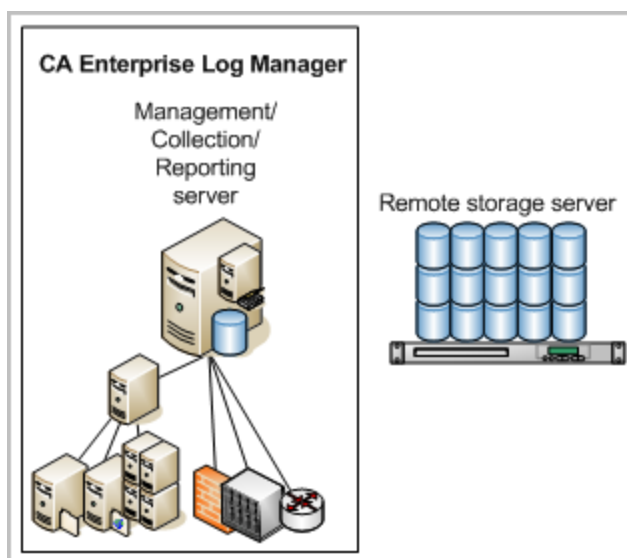 CA Enterprise Log Manager
Management/
Collection/
Reporting
server
Remote storage server